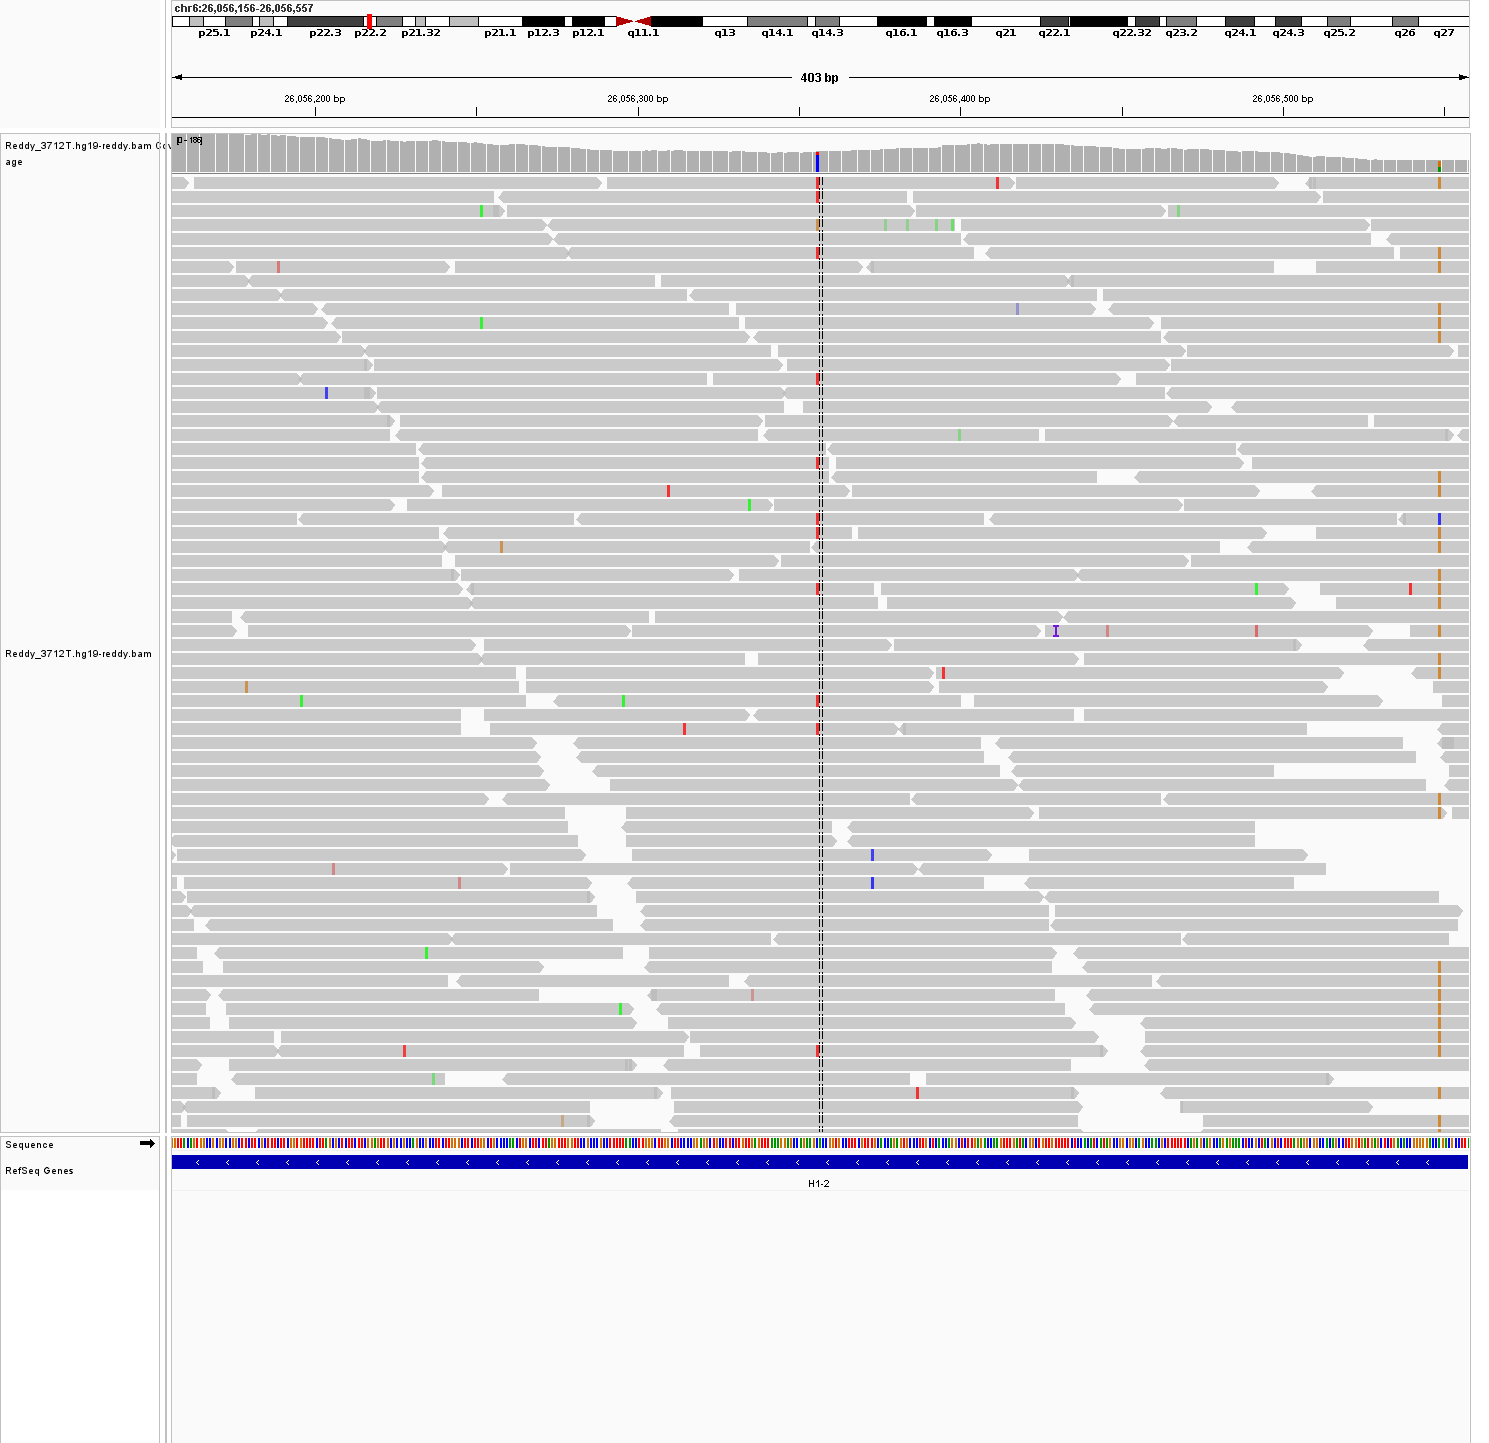 chr6:26,056,156-26,056,557
p25.1 p24.1 p22.3 p22.2 p21.32 p21.1 p12.3 p12.1 q11.1 q13 q14.1 q14.3 q16.1 q16.3 q21 q22.1 q22.32 q23.2 q24.1 q24.3 q25.2 q26 q27
403 bp
26,056,200 bp 26,056,300 bp 26,056,400 bp 26,056,500 bp
[0 - 186]
Reddy_3712T.hg19-reddy.bam Cov
age
Reddy_3712T.hg19-reddy.bam
Sequence
RefSeq Genes
H1-2